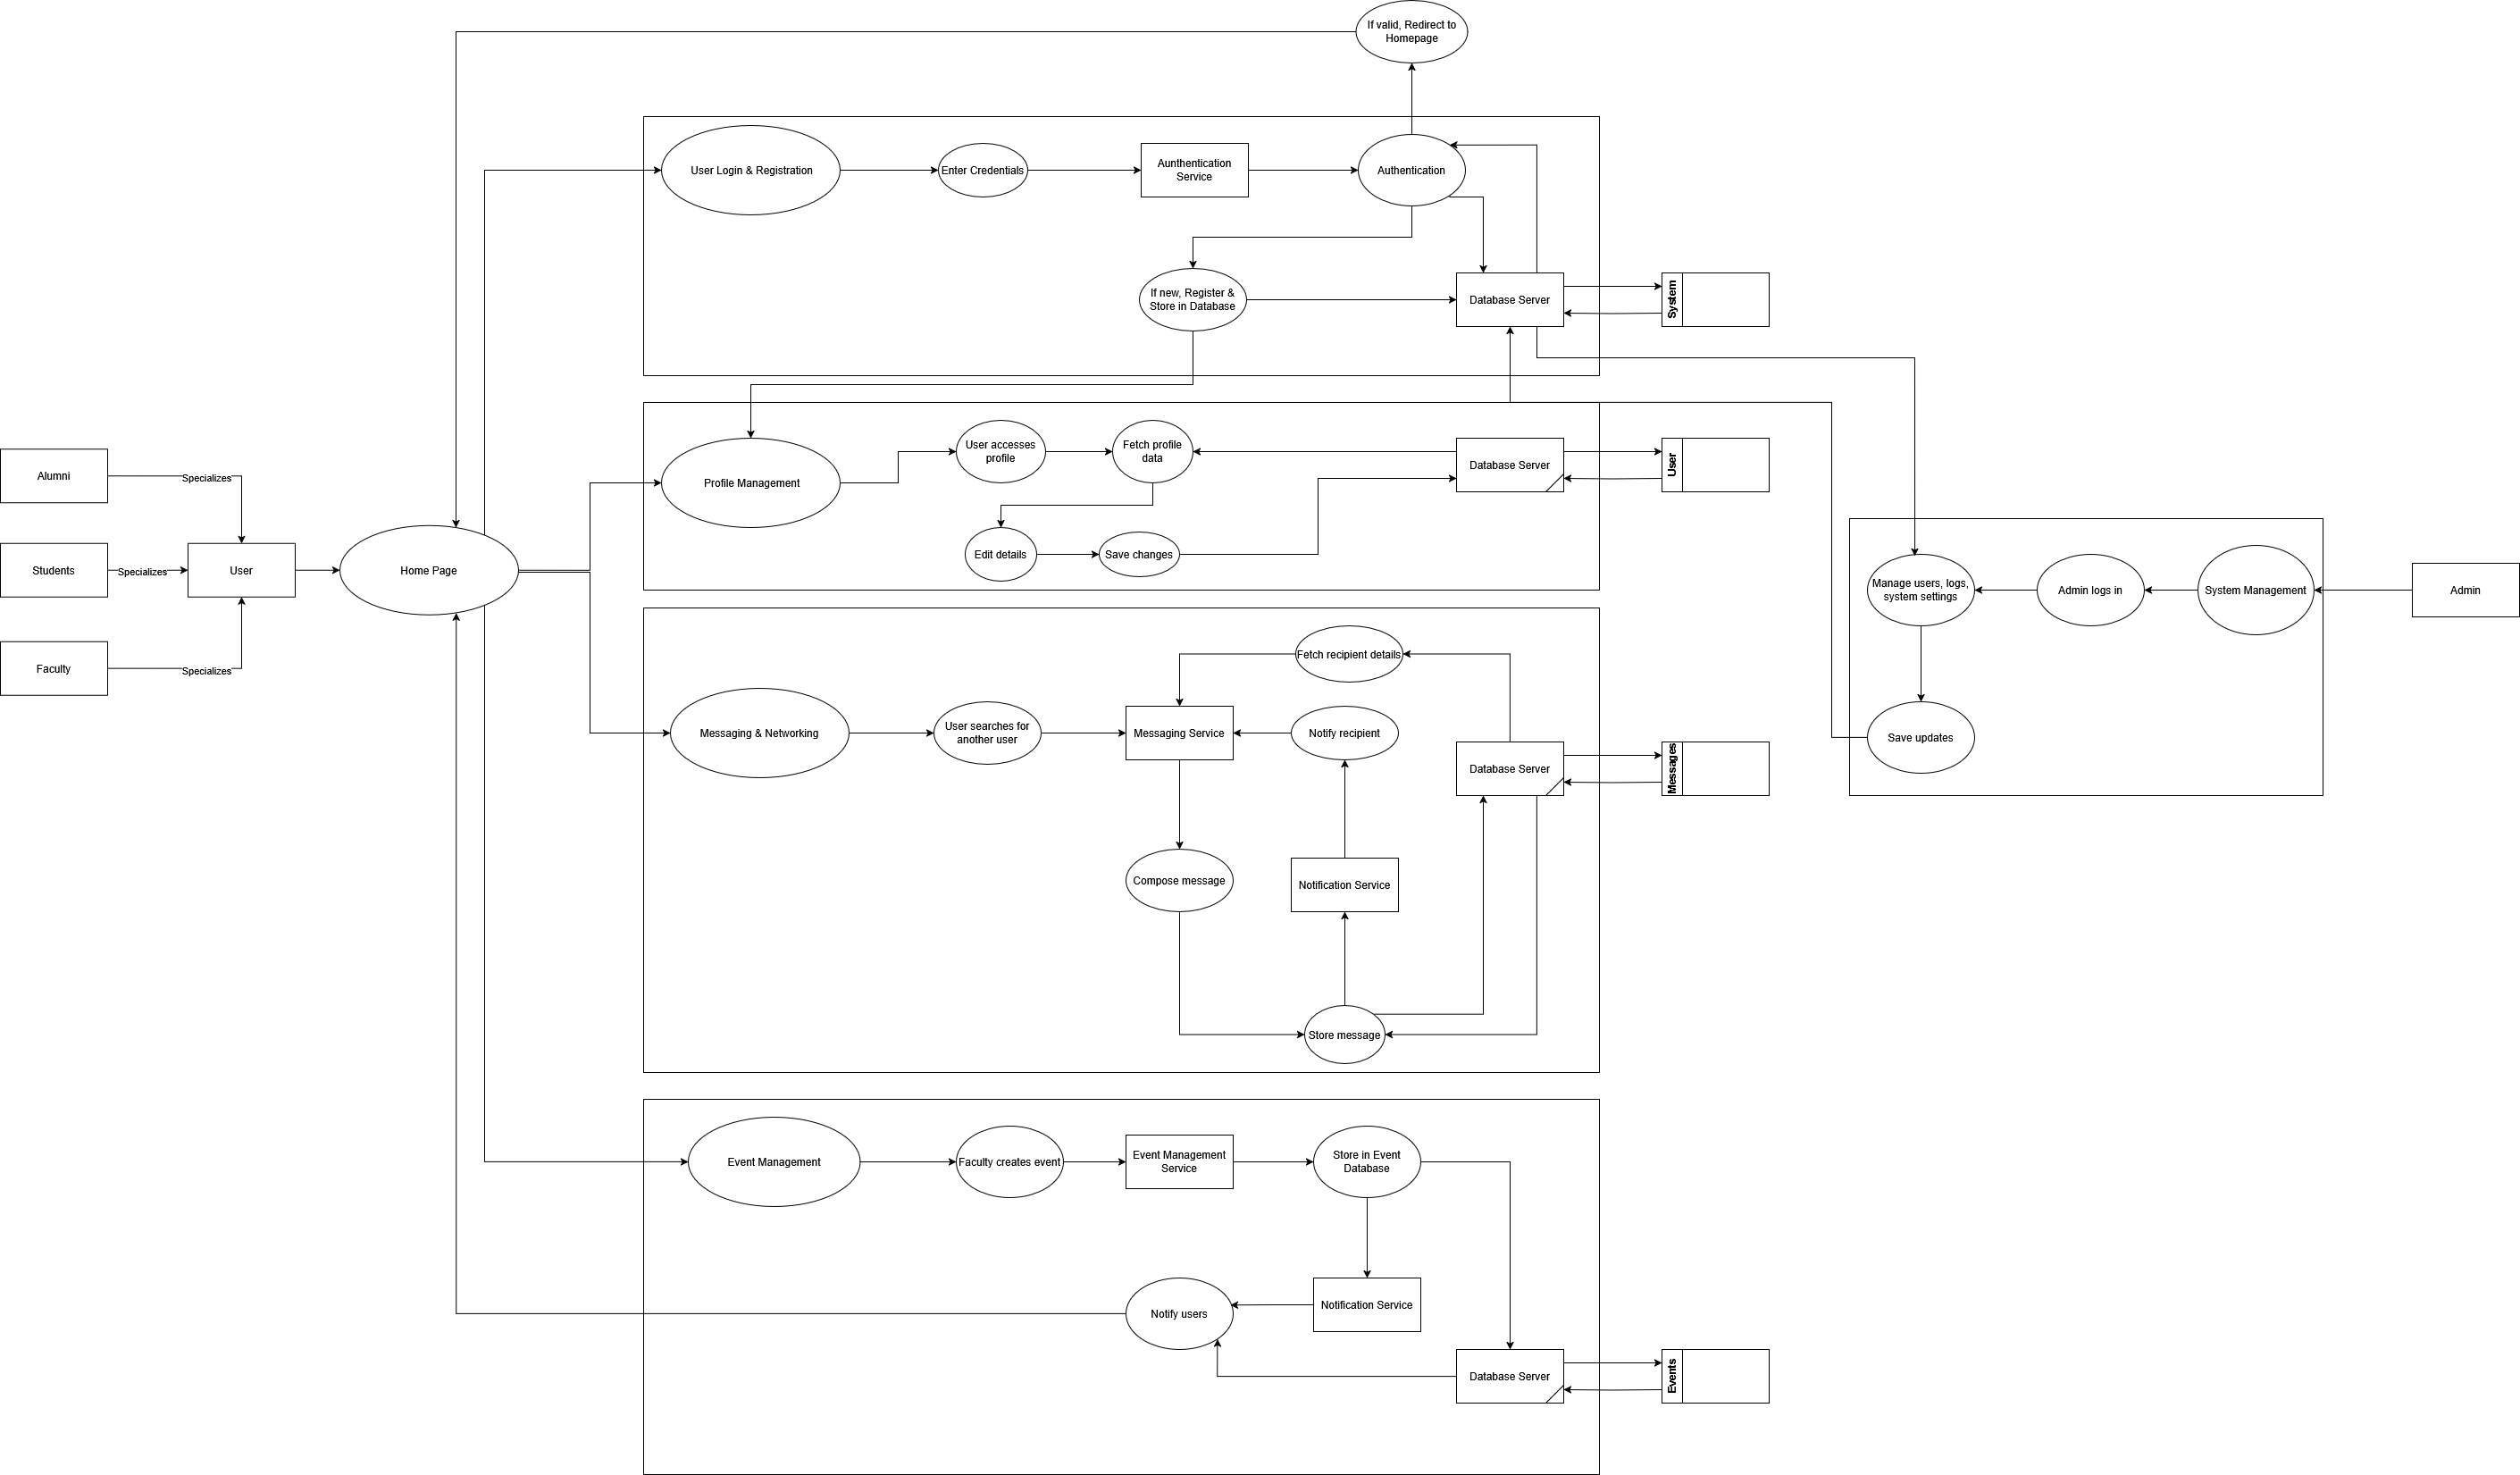 If valid, Redirect to
Homepage
User Login & Registration
Enter Credentials
Aunthentication
Service
Authentication
If new, Register &
Store in Database
Database Server
System
Alumni
Specializes
Students
Specializes
Faculty
Specializes
User
Home Page
Profile Management
User accesses
profile
Fetch profile
data
Edit details
Save changes
Database Server
User
Manage users, logs,
system settings
Admin logs in
System Management
Admin
Save updates
Fetch recipient details
Messaging & Networking
User searches for
another user
Messaging Service
Notify recipient
Database Server
Messages
Compose message
Notification Service
Store message
Event Management
Faculty creates event
Event Management
Service
Store in Event
Database
Notify users
Notification Service
Database Server
Events